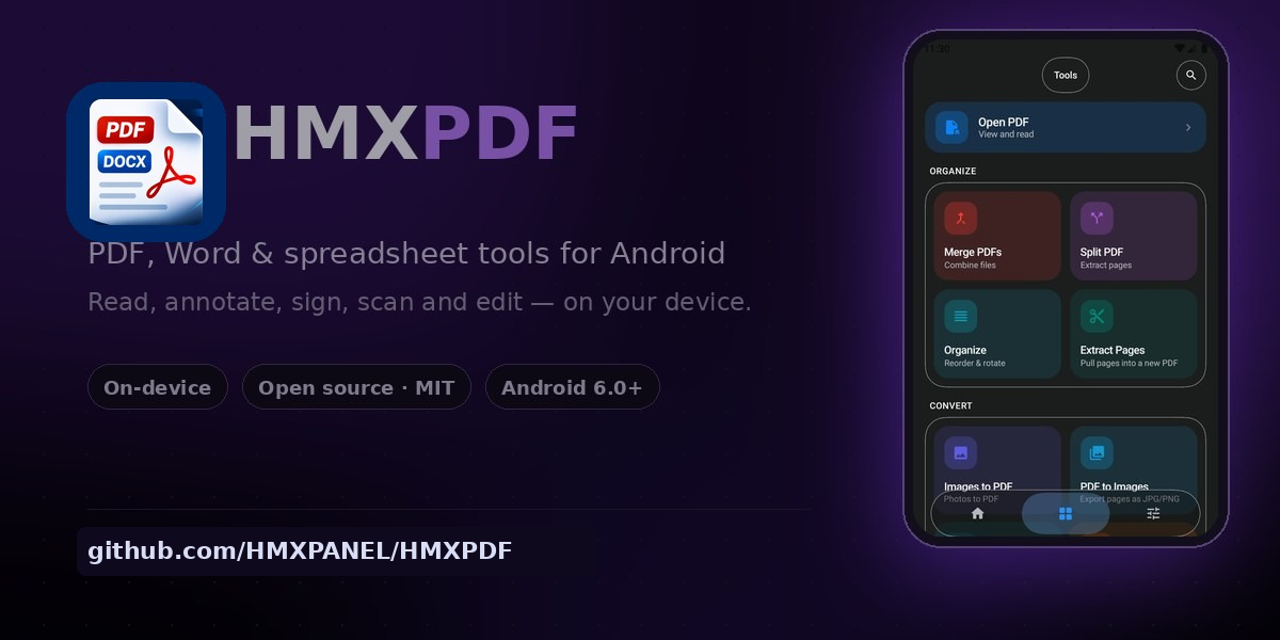 PDF
DOCX
HMXPDF
PDF, Word & spreadsheet tools for Android
Read, annotate, sign, scan and edit — on your device.
On-device
Open source · MIT
Android 6.0+
github.com/HMXPANEL/HMXPDF
11:30
Tools
Open PDF
View and read
ORGANIZE
Merge PDFs
Combine files
Split PDF
Extract pages
Organize
Reorder & rotate
Extract Pages
Pull pages into a new PDF
CONVERT
Images to PDF
Photos to PDF
PDF to Images
Export pages as JPG/PNG